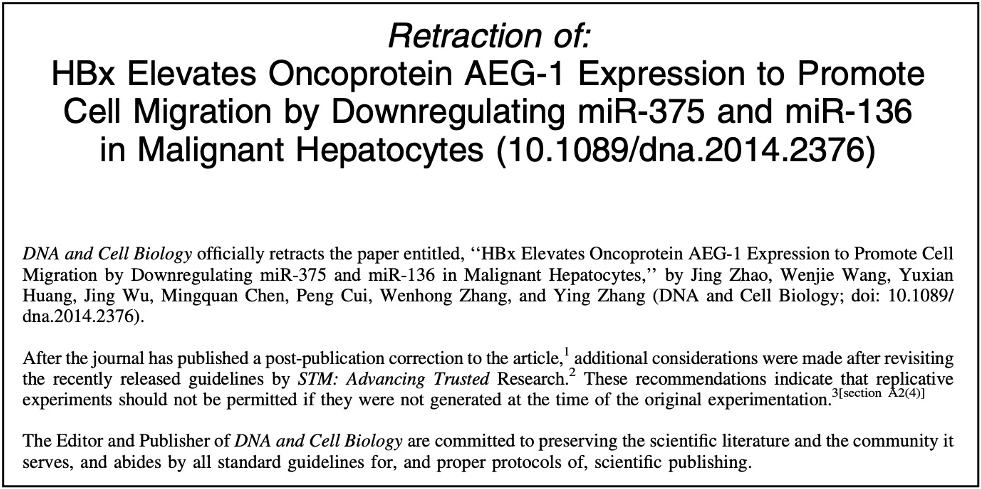 Retraction of:
HBx Elevates Oncoprotein AEG-1 Expression to Promote
Cell Migration by Downregulating miR-375 and miR-136
in Malignant Hepatocytes (10.1089/dna.2014.2376)
DNA and Cell Biology officially retracts the paper entitled, ‘‘HBx Elevates Oncoprotein AEG-1 Expression to Promote Cell
Migration by Downregulating miR-375 and miR-136 in Malignant Hepatocytes,’’ by Jing Zhao, Wenjie Wang, Yuxian
Huang, Jing Wu, Mingquan Chen, Peng Cui, Wenhong Zhang, and Ying Zhang (DNA and Cell Biology; doi: 10.1089/
dna.2014.2376).
After the journal has published a post-publication correction to the article,1 additional considerations were made after revisiting
the recently released guidelines by STM: Advancing Trusted Research.2 These recommendations indicate that replicative
experiments should not be permitted if they were not generated at the time of the original experimentation.3[section A2(4)]
The Editor and Publisher of DNA and Cell Biology are committed to preserving the scientific literature and the community it
serves, and abides by all standard guidelines for, and proper protocols of, scientific publishing.